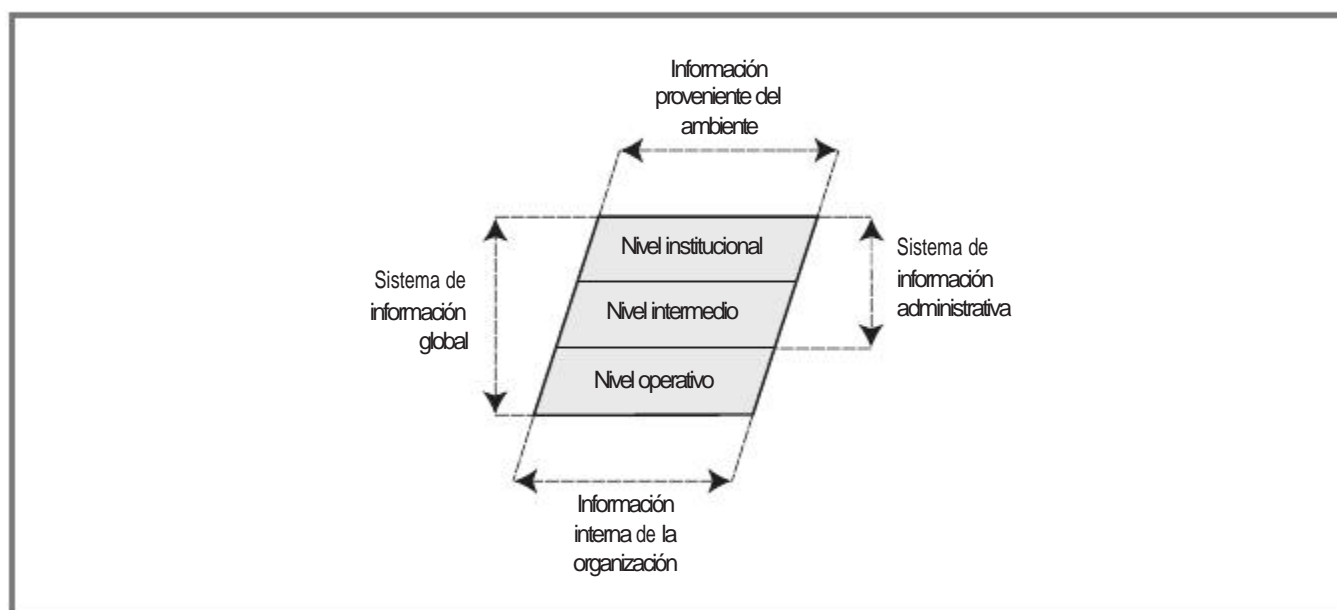 Información
proveniente del
ambiente
Nivel institucional
Sistema de
información
administrativa
Sistema de
información
global
Nivel intermedio
Nivel operativo
Información
interna de la
organización